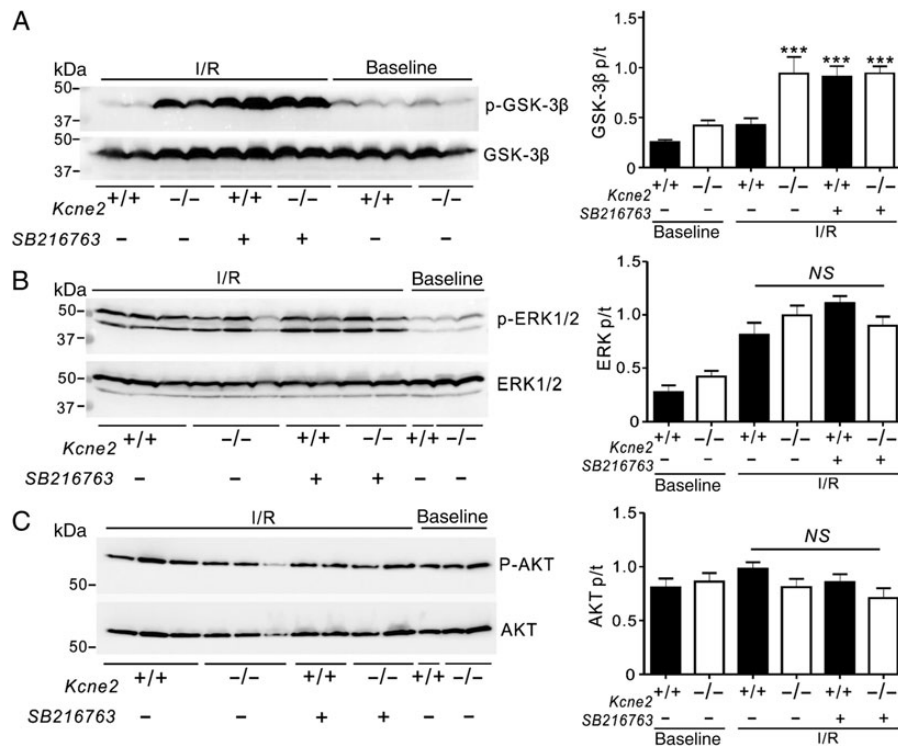 A
kDa
I/R
Baseline
50
37
p-GSK-3β
50
37
GSK-3β
+/+ −/− +/+ −/− +/+ −/−
Kcne2
SB216763 − − + + − −
GSK-3β p/t
1.5
1.0
0.5
0
*** *** ***
+/+ −/− +/+ −/− +/+ −/−
Kcne2
SB216763 − − − − + +
Baseline I/R
B
kDa
I/R
Baseline
50
37
p-ERK1/2
50
37
ERK1/2
+/+ −/− +/+ −/− +/+ −/−
Kcne2
SB216763 − − + + − −
ERK p/t
1.5
1.0
0.5
0
NS
+/+ −/− +/+ −/− +/+ −/−
Kcne2
SB216763 − − − − + +
Baseline I/R
C
kDa
I/R
Baseline
50
P-AKT
50
AKT
+/+ −/− +/+ −/− +/+ −/−
Kcne2
SB216763 − − + + − −
AKT p/t
1.5
1.0
0.5
0
NS
+/+ −/− +/+ −/− +/+ −/−
Kcne2
SB216763 − − − − + +
Baseline I/R